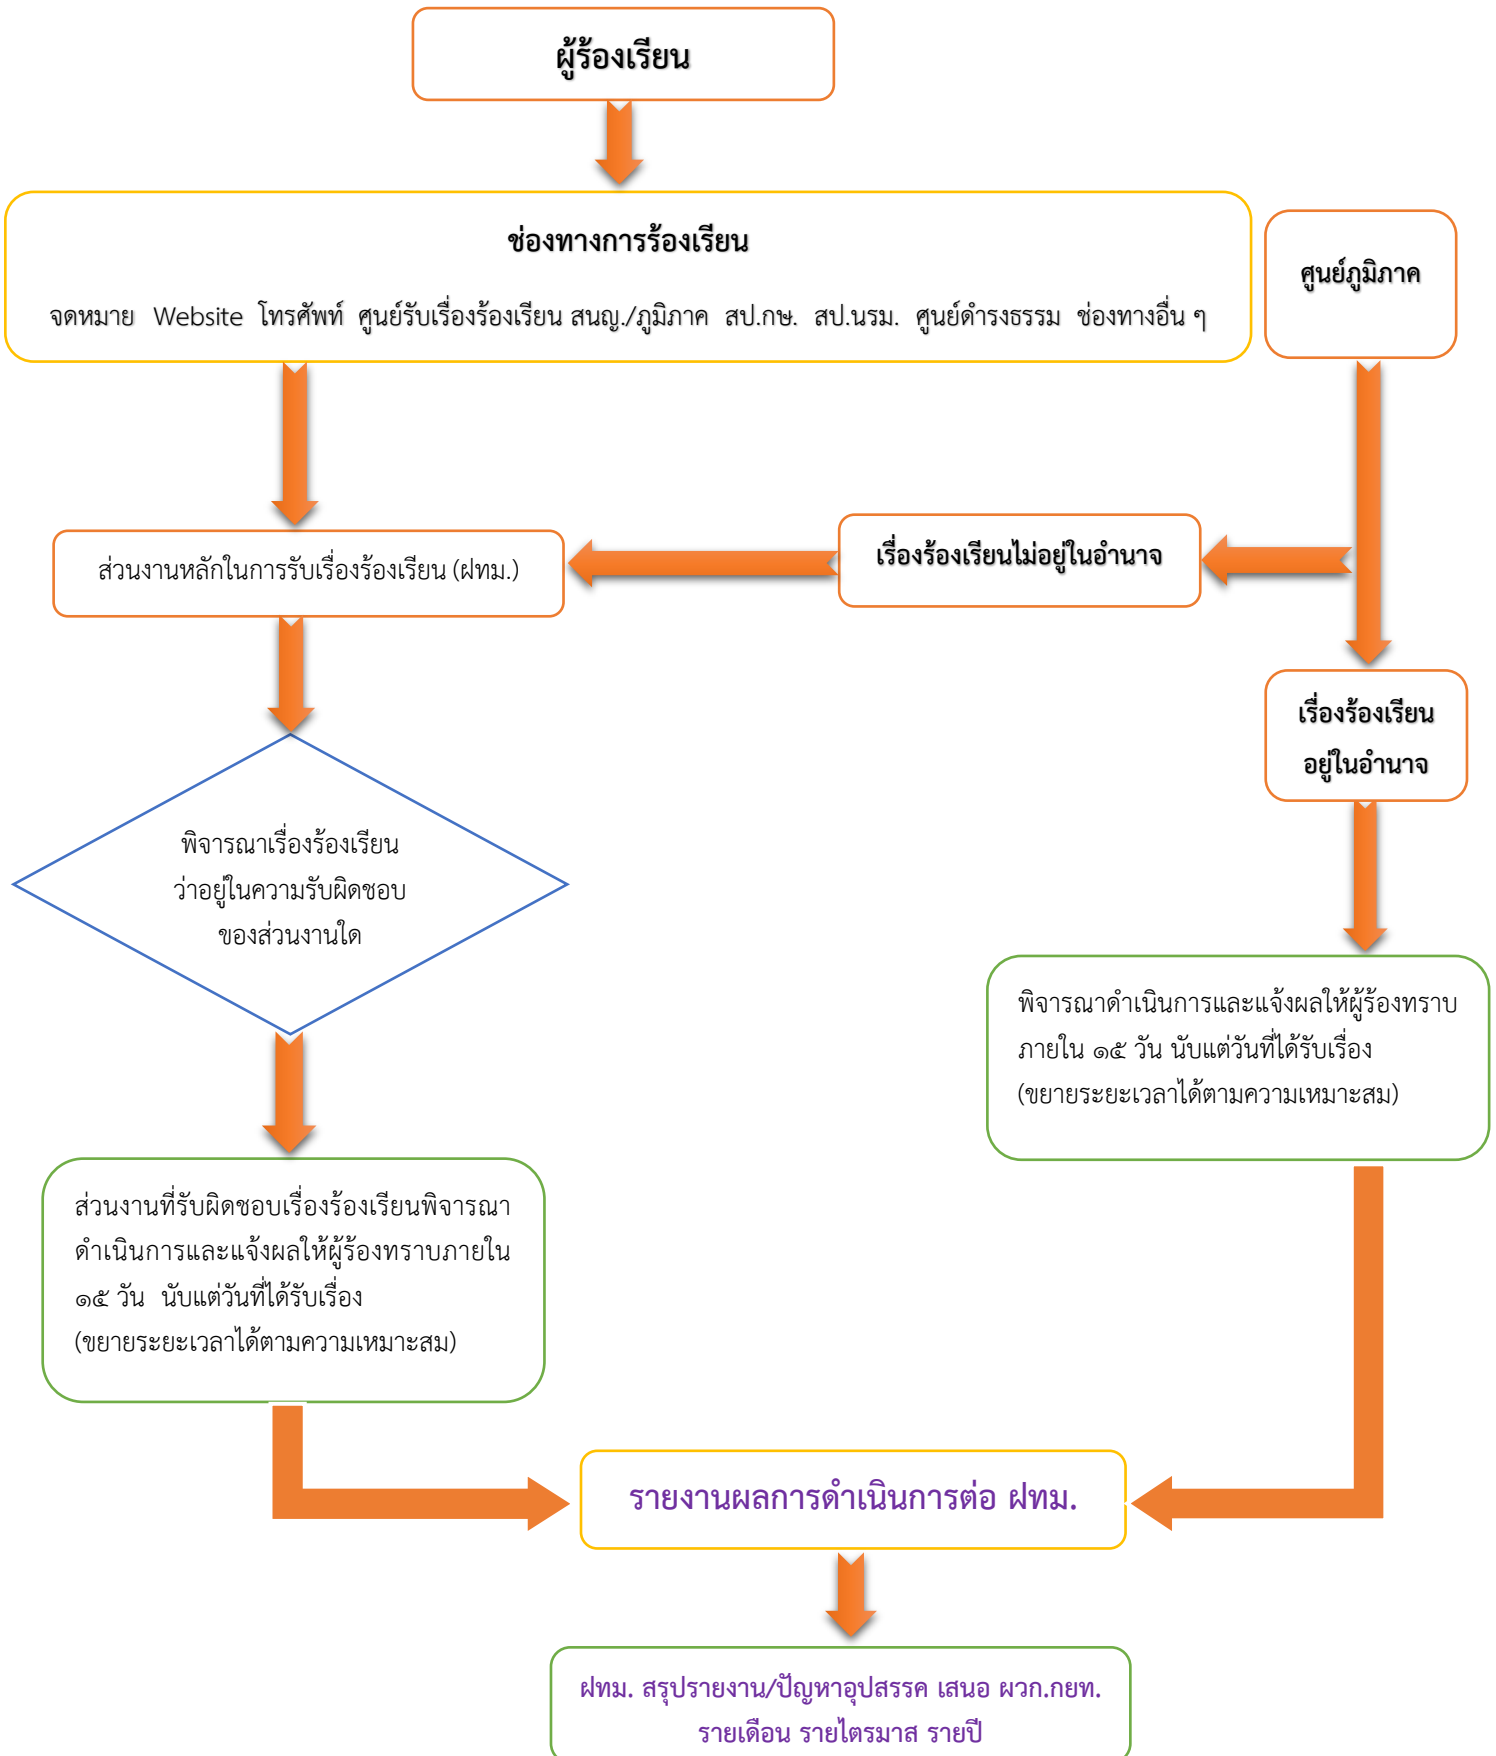 ผู้ร้องเรียน
ช่องทางการร้องเรียน
จดหมาย Website โทรศัพท์ ศูนย์รับเรื่องร้องเรียน สนญ./ภูมิภาค สป.กษ. สป.นรม. ศูนย์ดำรงธรรม ช่องทางอื่น ๆ
ศูนย์ภูมิภาค
ส่วนงานหลักในการรับเรื่องร้องเรียน (ฝทม.)
เรื่องร้องเรียนไม่อยู่ในอำนาจ
เรื่องร้องเรียน
อยู่ในอำนาจ
พิจารณาเรื่องร้องเรียน
ว่าอยู่ในความรับผิดชอบ
ของส่วนงานใด
พิจารณาดำเนินการและแจ้งผลให้ผู้ร้องทราบ
ภายใน ๑๕ วัน นับแต่วันที่ได้รับเรื่อง
(ขยายระยะเวลาได้ตามความเหมาะสม)
ส่วนงานที่รับผิดชอบเรื่องร้องเรียนพิจารณา
ดำเนินการและแจ้งผลให้ผู้ร้องทราบภายใน
๑๕ วัน นับแต่วันที่ได้รับเรื่อง
(ขยายระยะเวลาได้ตามความเหมาะสม)
รายงานผลการดำเนินการต่อ ฝทม.
ฝทม. สรุปรายงาน/ปัญหาอุปสรรค เสนอ ผวก.กยท.
รายเดือน รายไตรมาส รายปี